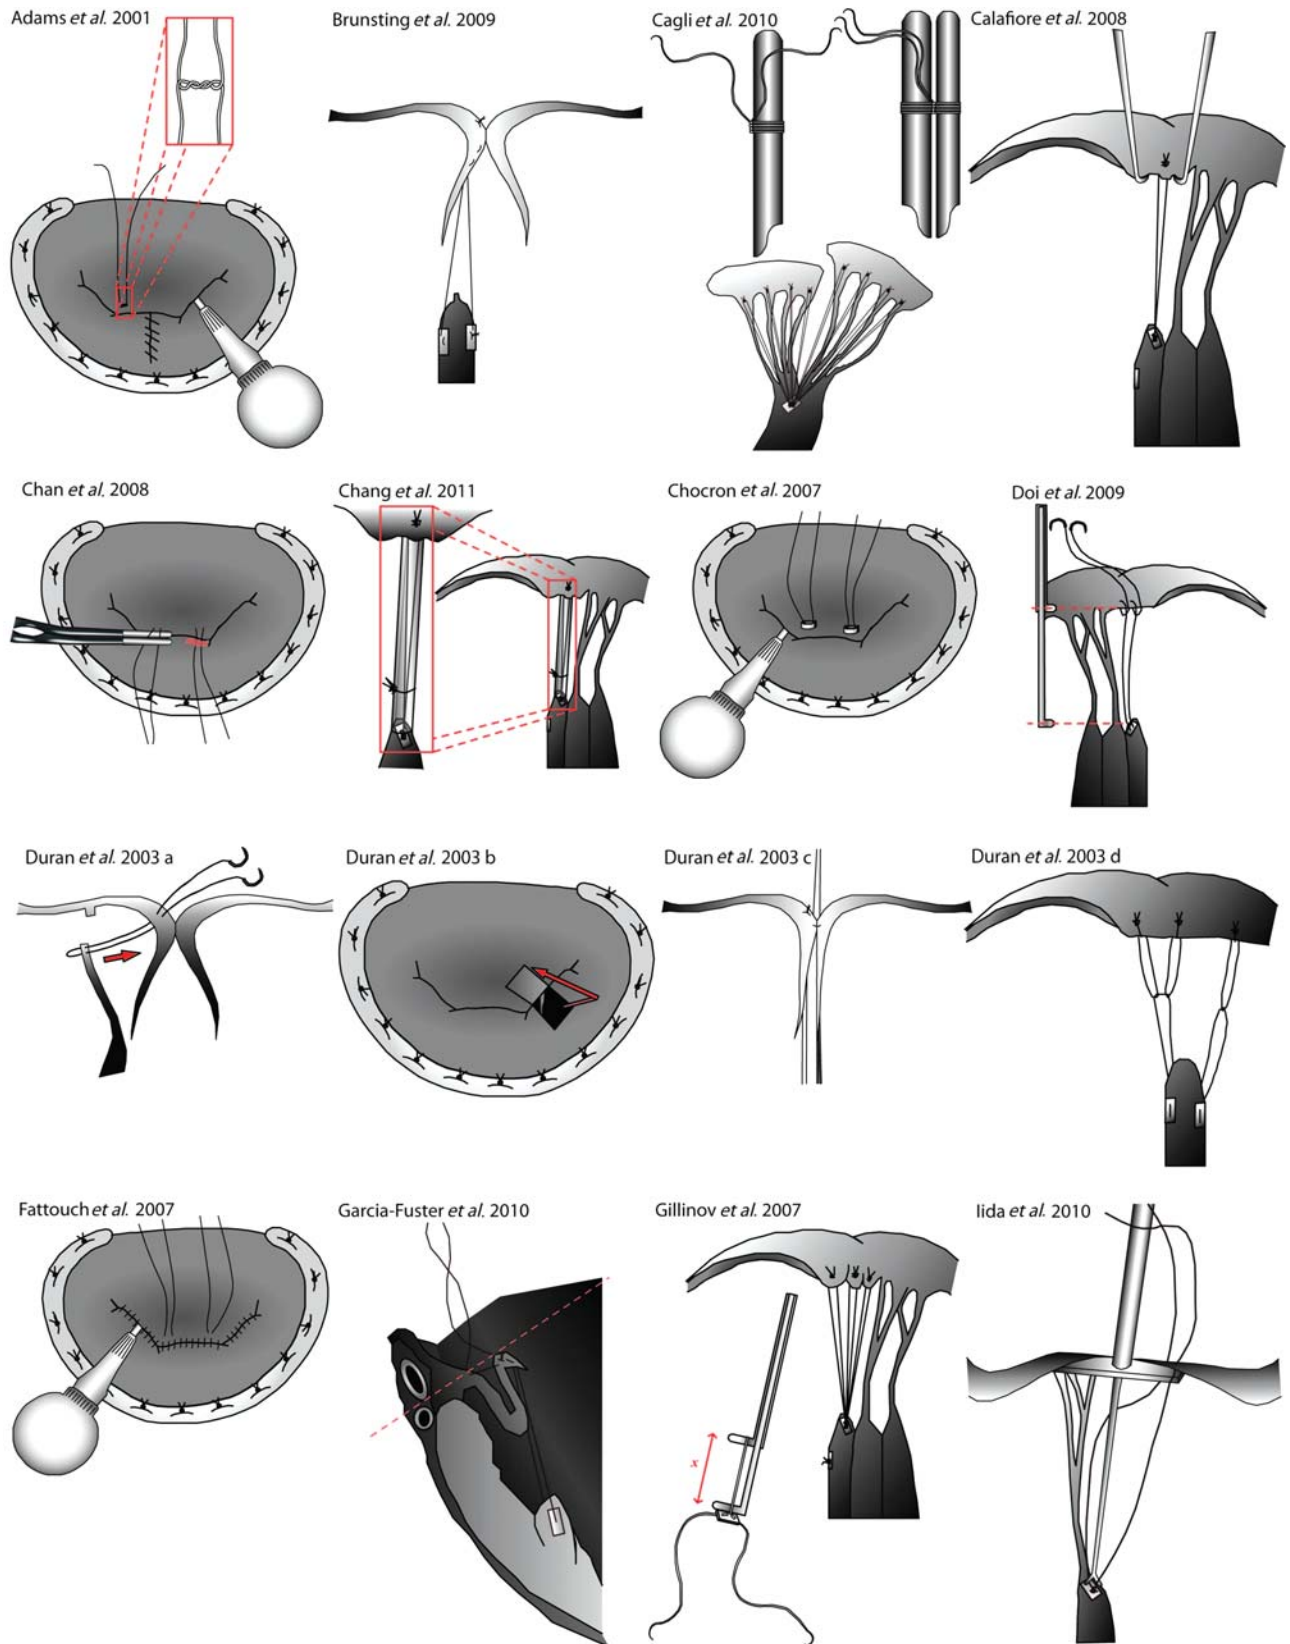 Adams et al. 2001
Brunsting et al. 2009
Cagli et al. 2010
Calafiore et al. 2008
Chan et al. 2008
Chang et al. 2011
Chocron et al. 2007
Doi et al. 2009
Duran et al. 2003 a
Duran et al. 2003 b
Duran et al. 2003 c
Duran et al. 2003 d
Fattouch et al. 2007
Garcia-Fuster et al. 2010
Gillinov et al. 2007
Iida et al. 2010
x